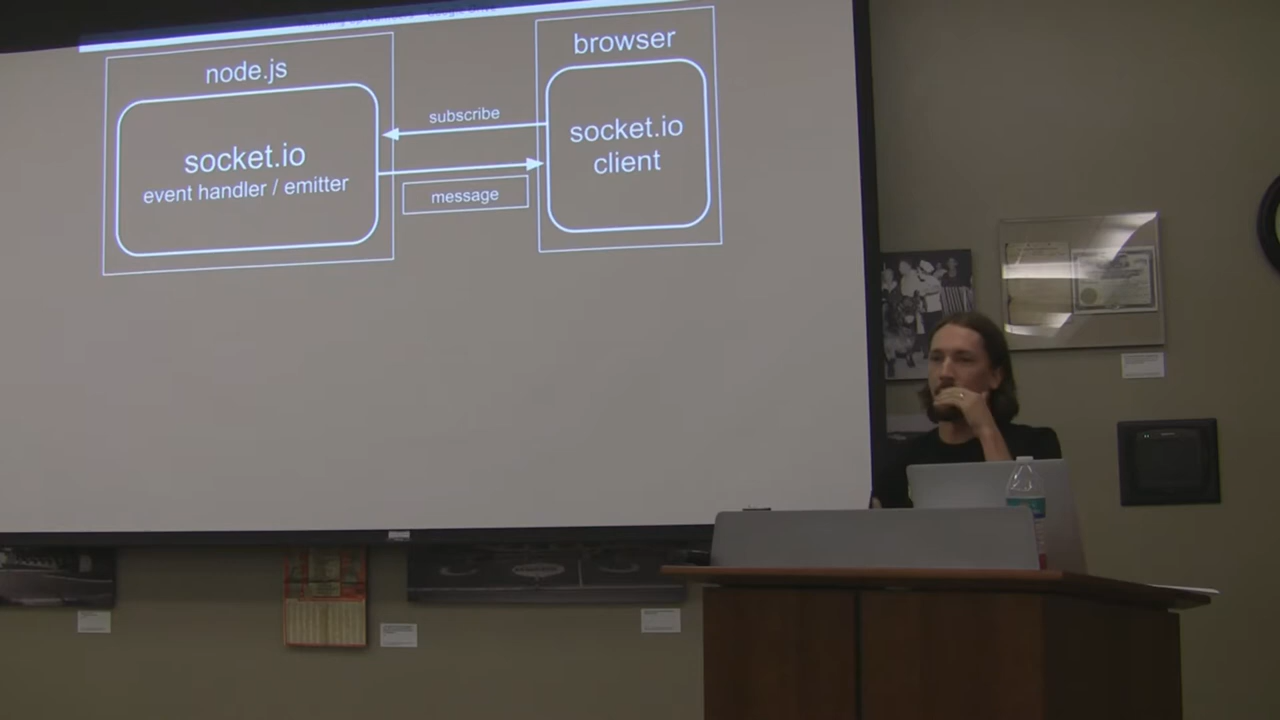 node.js
socket.io
event handler / emitter
subscribe
message
browser
socket.io
client